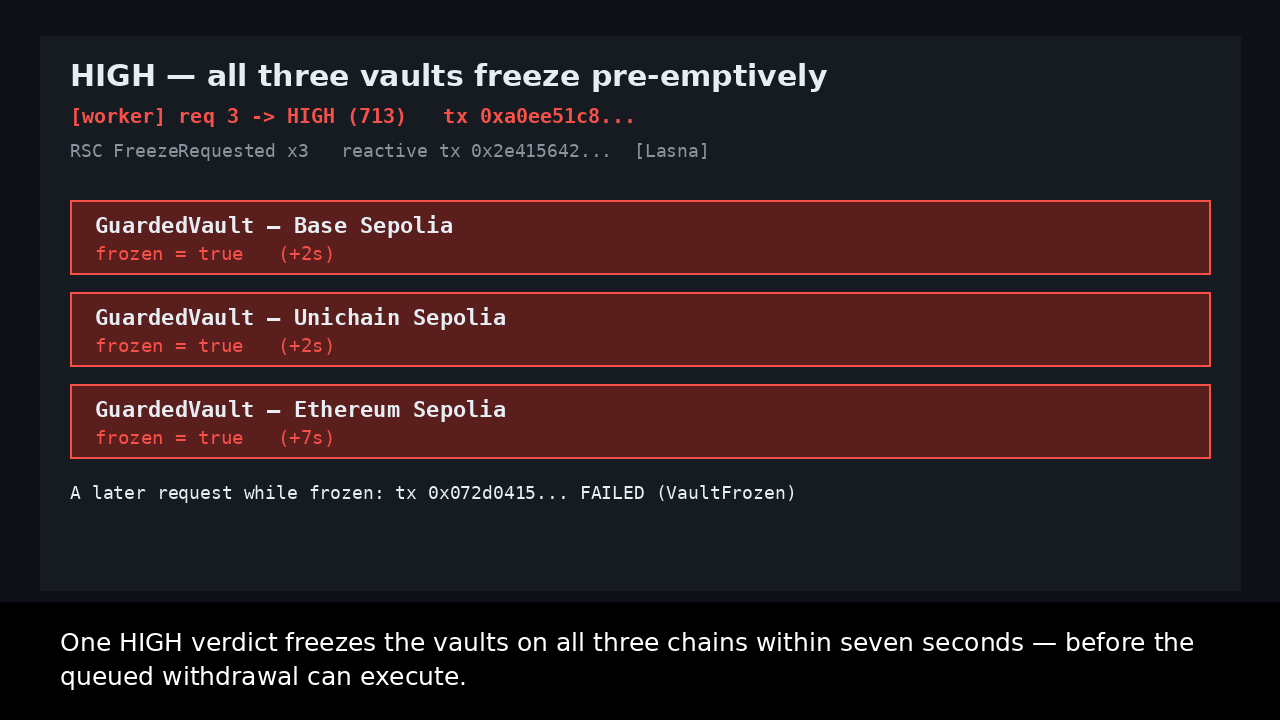 HIGH — all three vaults freeze pre-emptively
[worker] req 3 -> HIGH (713)   tx 0xa0ee51c8...
RSC FreezeRequested x3   reactive tx 0x2e415642...  [Lasna]
GuardedVault — Base Sepolia
frozen = true   (+2s)
GuardedVault — Unichain Sepolia
frozen = true   (+2s)
GuardedVault — Ethereum Sepolia
frozen = true   (+7s)
A later request while frozen: tx 0x072d0415... FAILED (VaultFrozen)
One HIGH verdict freezes the vaults on all three chains within seven seconds — before the
queued withdrawal can execute.